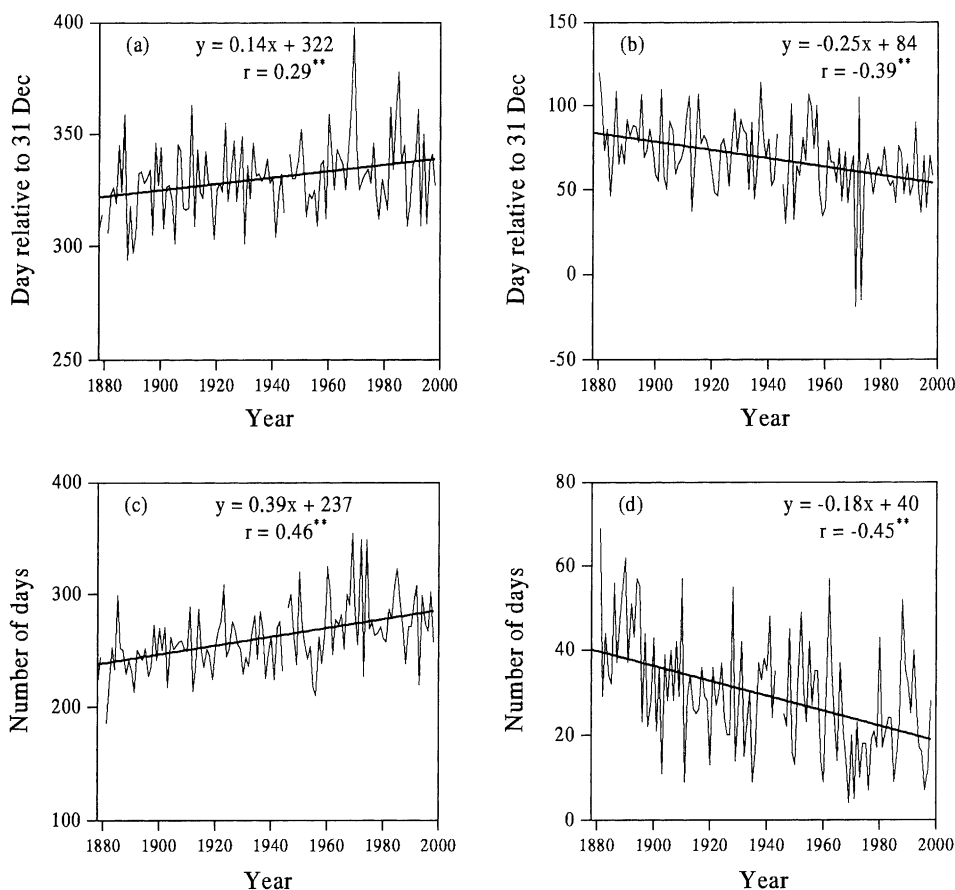 400
350
300
250
Day relative to 31 Dec
(a)
y = 0.14x + 322
r = 0.29**
1880 1900 1920 1940 1960 1980 2000
Year
150
100
50
0
-50
Day relative to 31 Dec
(b)
y = -0.25x + 84
r = -0.39**
1880 1900 1920 1940 1960 1980 2000
Year
400
300
200
100
Number of days
(c)
y = 0.39x + 237
r = 0.46**
1880 1900 1920 1940 1960 1980 2000
Year
80
60
40
20
0
Number of days
(d)
y = -0.18x + 40
r = -0.45**
1880 1900 1920 1940 1960 1980 2000
Year